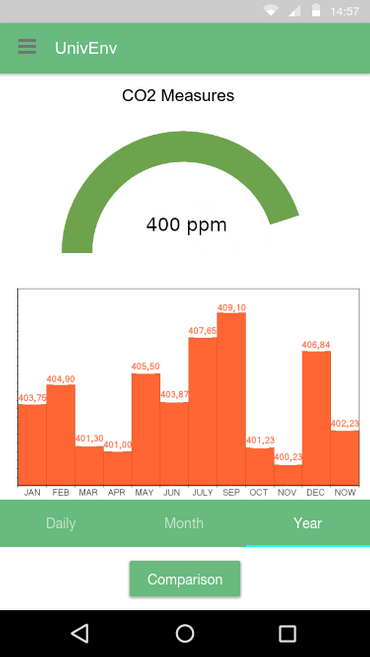 14:57
UnivEnv
CO2 Measures
400 ppm
409,10
407,65
406,84
405,50
404,90
403,75
403,87
402,23
401,30
401,00
401,23
400,23
JAN FEB MAR APR MAY JUN JULY SEP OCT NOV DEC NOW
Daily Month Year
Comparison